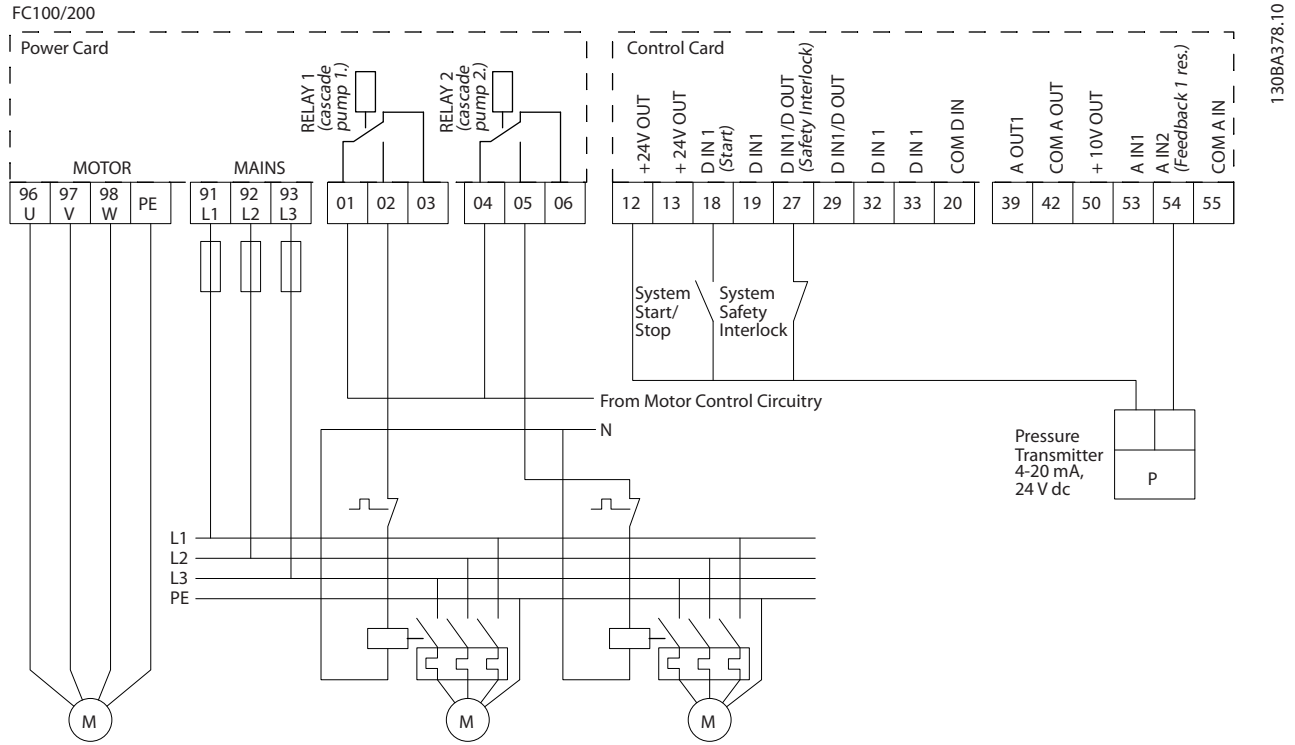 FC100/200
130BA378.10
Power Card
Control Card
RELAY 1
(cascade
pump 1.)
RELAY 2
(cascade
pump 2.)
+24V OUT
+ 24V OUT
D IN 1
(Start)
D IN1
D IN1/D OUT
(Safety Interlock)
D IN1/D OUT
D IN 1
D IN 1
COM D IN
A OUT1
COM A OUT
+ 10V OUT
A IN1
A IN2
(Feedback 1 res.)
COM A IN
MOTOR
MAINS
96 97 98 PE
U V W
91 92 93
L1 L2 L3
01 02 03
04 05 06
12 13 18 19 27 29 32 33 20
39 42 50 53 54 55
System
Start/
Stop
System
Safety
Interlock
From Motor Control Circuitry
N
Pressure
Transmitter
4-20 mA,
24 V dc
P
L1
L2
L3
PE
M
M
M